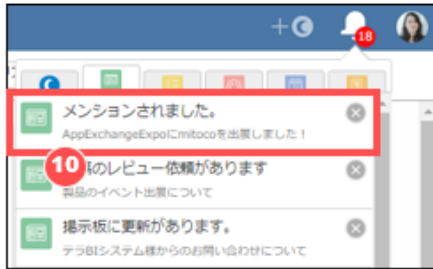 18
メンションされました。
AppExchangeExpoにmitocoを出展しました！
10
のレビュー依頼があります
製品のイベント出展について
掲示板に更新があります。
テラBIシステム様からのお問い合わせについて